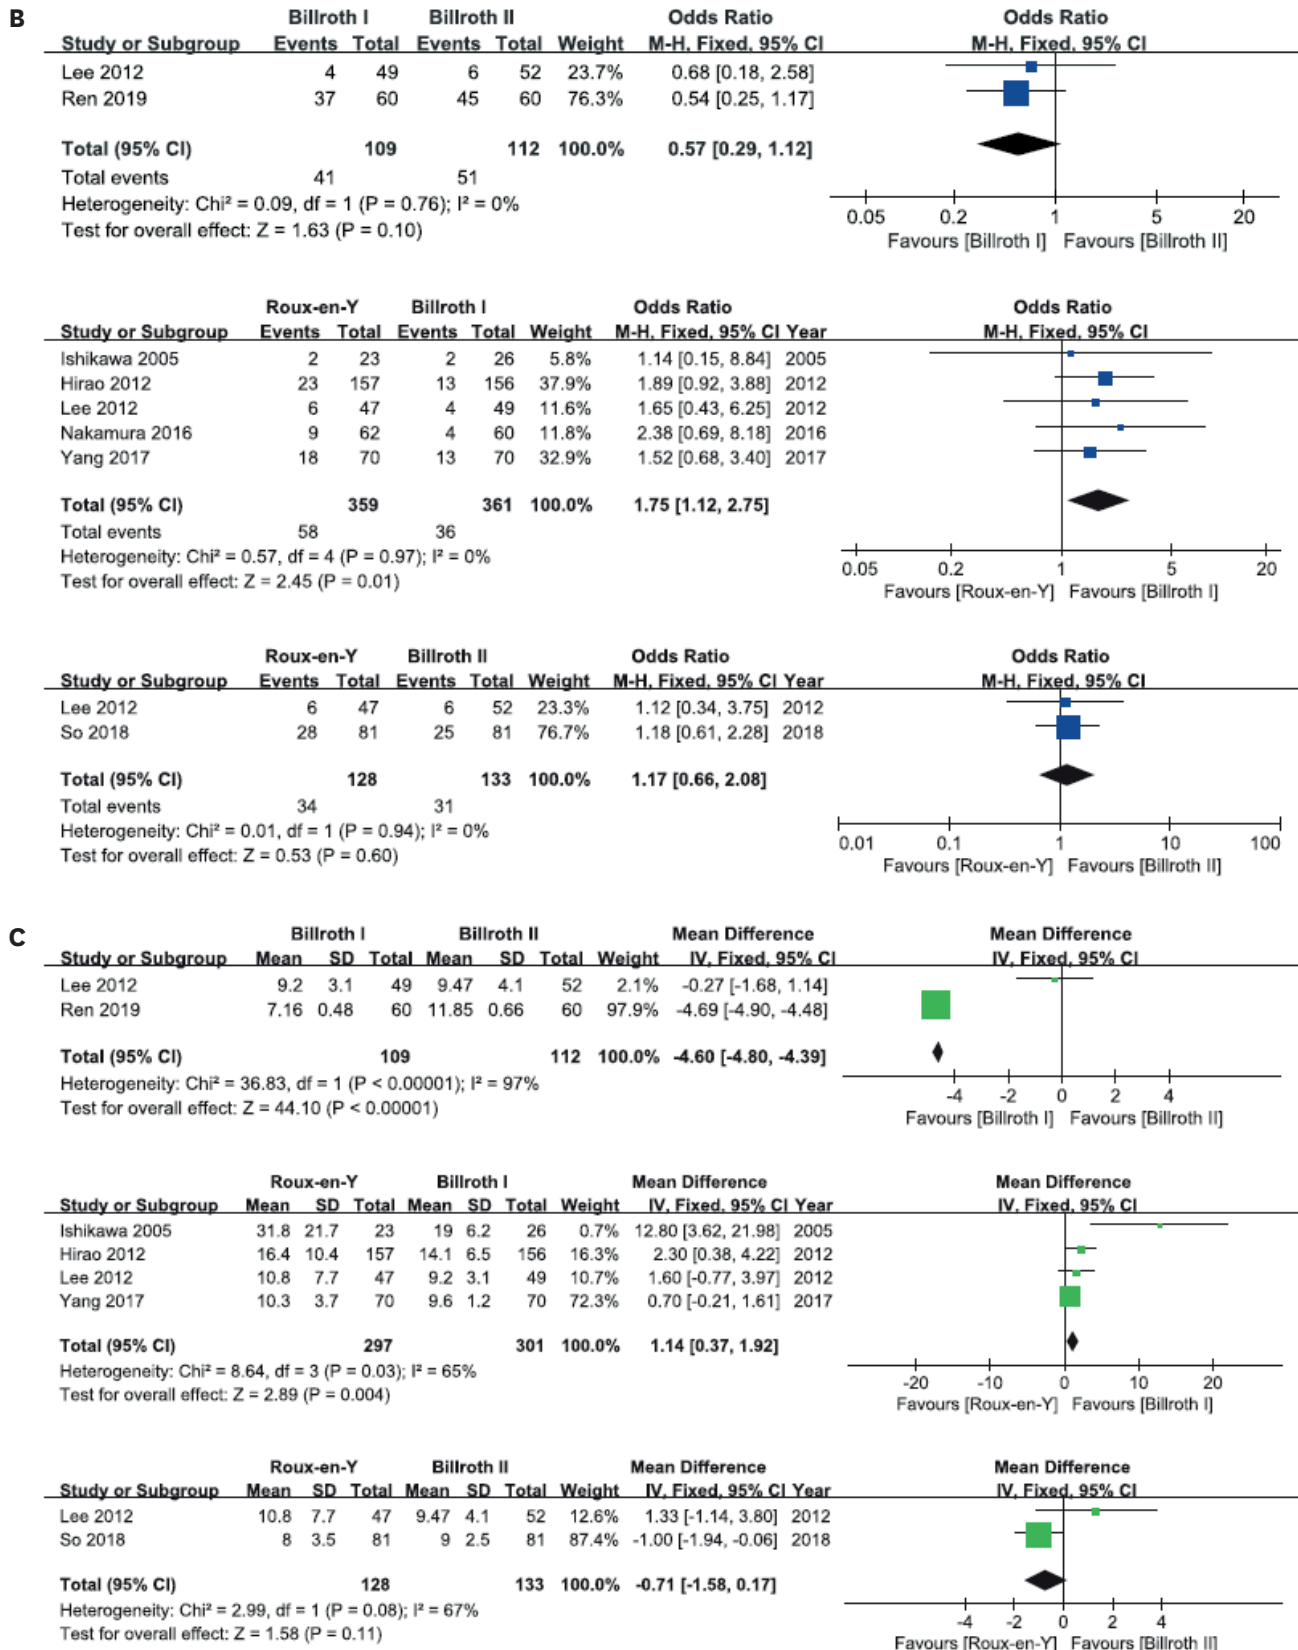 B
Billroth I Billroth II Odds Ratio Odds Ratio
Study or Subgroup Events Total Events Total Weight M-H, Fixed, 95% CI M-H, Fixed, 95% CI
Lee 2012 4 49 6 52 23.7% 0.68 [0.18, 2.58]
Ren 2019 37 60 45 60 76.3% 0.54 [0.25, 1.17]
Total (95% CI) 109 112 100.0% 0.57 [0.29, 1.12]
Total events 41 51
Heterogeneity: Chi² = 0.09, df = 1 (P = 0.76); I² = 0%
Test for overall effect: Z = 1.63 (P = 0.10)
0.05 0.2 1 5 20
Favours [Billroth I] Favours [Billroth II]
Roux-en-Y Billroth I Odds Ratio Odds Ratio
Study or Subgroup Events Total Events Total Weight M-H, Fixed, 95% CI Year M-H, Fixed, 95% CI
Ishikawa 2005 2 23 2 26 5.8% 1.14 [0.15, 8.84] 2005
Hirao 2012 23 157 13 156 37.9% 1.89 [0.92, 3.88] 2012
Lee 2012 6 47 4 49 11.6% 1.65 [0.43, 6.25] 2012
Nakamura 2016 9 62 4 60 11.8% 2.38 [0.69, 8.18] 2016
Yang 2017 18 70 13 70 32.9% 1.52 [0.68, 3.40] 2017
Total (95% CI) 359 361 100.0% 1.75 [1.12, 2.75]
Total events 58 36
Heterogeneity: Chi² = 0.57, df = 4 (P = 0.97); I² = 0%
Test for overall effect: Z = 2.45 (P = 0.01)
0.05 0.2 1 5 20
Favours [Roux-en-Y] Favours [Billroth I]
Roux-en-Y Billroth II Odds Ratio Odds Ratio
Study or Subgroup Events Total Events Total Weight M-H, Fixed, 95% CI Year M-H, Fixed, 95% CI
Lee 2012 6 47 6 52 23.3% 1.12 [0.34, 3.75] 2012
So 2018 28 81 25 81 76.7% 1.18 [0.61, 2.28] 2018
Total (95% CI) 128 133 100.0% 1.17 [0.66, 2.08]
Total events 34 31
Heterogeneity: Chi² = 0.01, df = 1 (P = 0.94); I² = 0%
Test for overall effect: Z = 0.53 (P = 0.60)
0.01 0.1 1 10 100
Favours [Roux-en-Y] Favours [Billroth II]
C
Billroth I Billroth II Mean Difference Mean Difference
Study or Subgroup Mean SD Total Mean SD Total Weight IV, Fixed, 95% CI IV, Fixed, 95% CI
Lee 2012 9.2 3.1 49 9.47 4.1 52 2.1% -0.27 [-1.68, 1.14]
Ren 2019 7.16 0.48 60 11.85 0.66 60 97.9% -4.69 [-4.90, -4.48]
Total (95% CI) 109 112 100.0% -4.60 [-4.80, -4.39]
Heterogeneity: Chi² = 36.83, df = 1 (P < 0.00001); I² = 97%
Test for overall effect: Z = 44.10 (P < 0.00001)
-4 -2 0 2 4
Favours [Billroth I] Favours [Billroth II]
Roux-en-Y Billroth I Mean Difference Mean Difference
Study or Subgroup Mean SD Total Mean SD Total Weight IV, Fixed, 95% CI Year IV, Fixed, 95% CI
Ishikawa 2005 31.8 21.7 23 19 6.2 26 0.7% 12.80 [3.62, 21.98] 2005
Hirao 2012 16.4 10.4 157 14.1 6.5 156 16.3% 2.30 [0.38, 4.22] 2012
Lee 2012 10.8 7.7 47 9.2 3.1 49 10.7% 1.60 [-0.77, 3.97] 2012
Yang 2017 10.3 3.7 70 9.6 1.2 70 72.3% 0.70 [-0.21, 1.61] 2017
Total (95% CI) 297 301 100.0% 1.14 [0.37, 1.92]
Heterogeneity: Chi² = 8.64, df = 3 (P = 0.03); I² = 65%
Test for overall effect: Z = 2.89 (P = 0.004)
-20 -10 0 10 20
Favours [Roux-en-Y] Favours [Billroth I]
Roux-en-Y Billroth II Mean Difference Mean Difference
Study or Subgroup Mean SD Total Mean SD Total Weight IV, Fixed, 95% CI Year IV, Fixed, 95% CI
Lee 2012 10.8 7.7 47 9.47 4.1 52 12.6% 1.33 [-1.14, 3.80] 2012
So 2018 8 3.5 81 9 2.5 81 87.4% -1.00 [-1.94, -0.06] 2018
Total (95% CI) 128 133 100.0% -0.71 [-1.58, 0.17]
Heterogeneity: Chi² = 2.99, df = 1 (P = 0.08); I² = 67%
Test for overall effect: Z = 1.58 (P = 0.11)
-4 -2 0 2 4
Favours [Roux-en-Y] Favours [Billroth II]